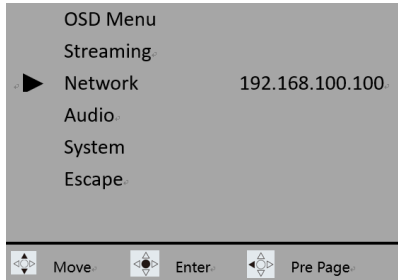 OSD Menu
Streaming
Network 192.168.100.100
Audio
System
Escape
Move Enter Pre Page